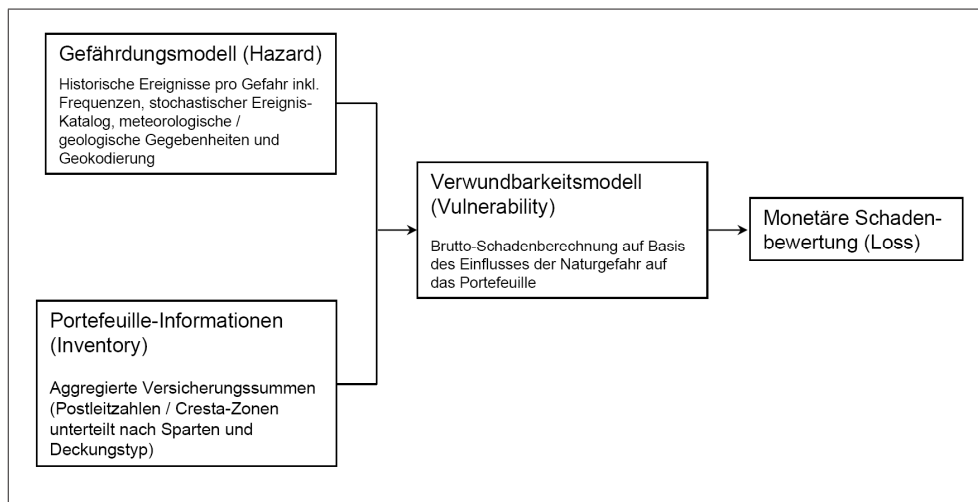 Gefährdungsmodell (Hazard)
Historische Ereignisse pro Gefahr inkl.
Frequenzen, stochastischer Ereignis-
Katalog, meteorologische /
geologische Gegebenheiten und
Geokodierung
Verwundbarkeitsmodell
(Vulnerability)
Brutto-Schadenberechnung auf Basis
des Einflusses der Naturgefahr auf
das Portefeuille
Monetäre Schaden-
bewertung (Loss)
Portefeuille-Informationen
(Inventory)
Aggregierte Versicherungssummen
(Postleitzahlen / Cresta-Zonen
unterteilt nach Sparten und
Deckungstyp)